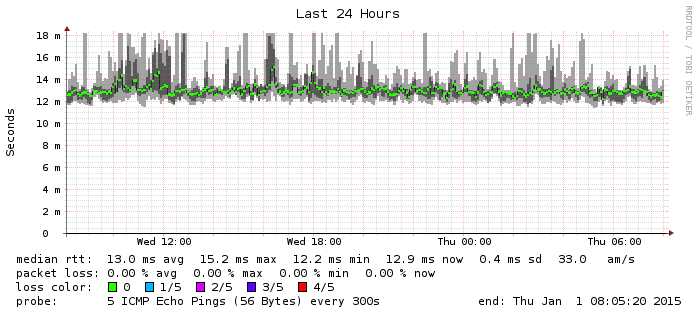 Last 24 Hours
RRDTOOL / TOBI OETIKER
Seconds
18 m
16 m
14 m
12 m
10 m
8 m
6 m
4 m
2 m
0
Wed 12:00 Wed 18:00 Thu 00:00 Thu 06:00
median rtt: 13.0 ms avg 15.2 ms max 12.2 ms min 12.9 ms now 0.4 ms sd 33.0 am/s
packet loss: 0.00 % avg 0.00 % max 0.00 % min 0.00 % now
loss color: 0 1/5 2/5 3/5 4/5
probe: 5 ICMP Echo Pings (56 Bytes) every 300s end: Thu Jan 1 08:05:20 2015